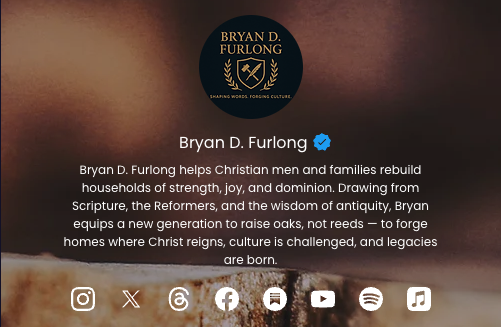 BRYAN D.
FURLONG
SHAPING WORDS. FORGING CULTURE.
Bryan D. Furlong
Bryan D. Furlong helps Christian men and families rebuild
households of strength, joy, and dominion. Drawing from
Scripture, the Reformers, and the wisdom of antiquity, Bryan
equips a new generation to raise oaks, not reeds — to forge
homes where Christ reigns, culture is challenged, and legacies
are born.